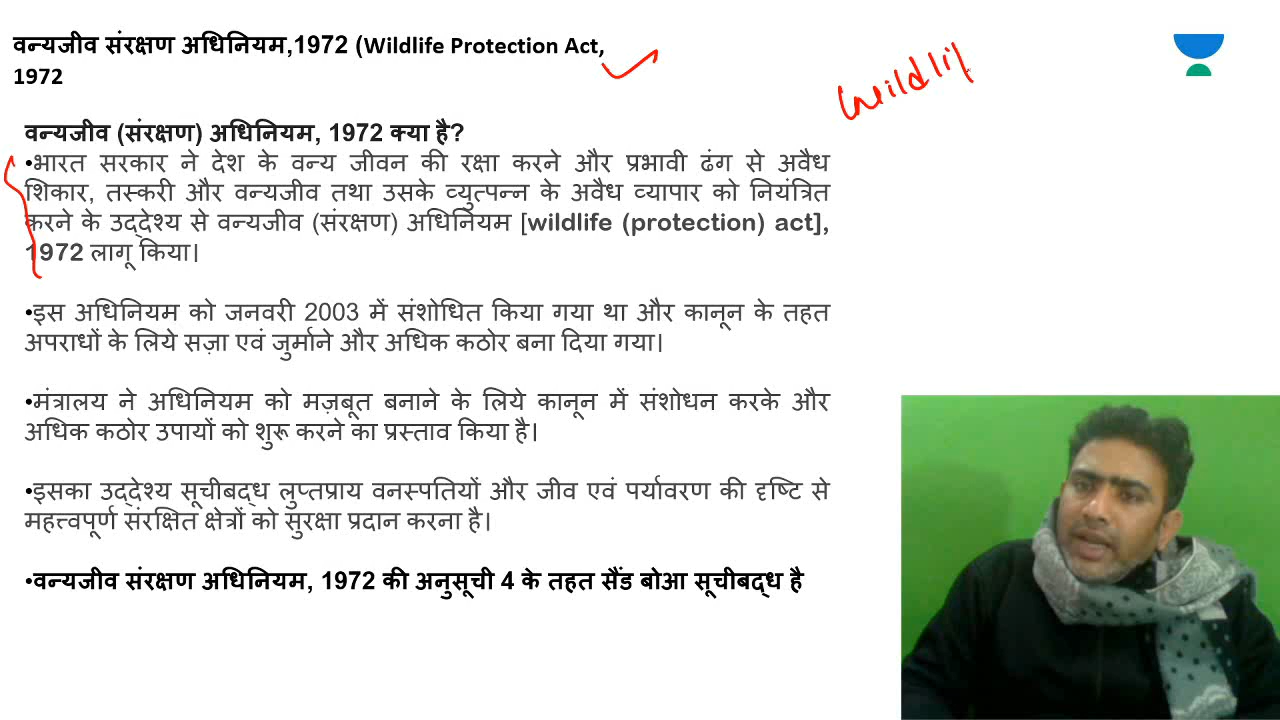 वन्यजीव संरक्षण अधिनियम,1972 (Wildlife Protection Act,
1972
Wildlif
वन्यजीव (संरक्षण) अधिनियम, 1972 क्या है?
•भारत सरकार ने देश के वन्य जीवन की रक्षा करने और प्रभावी ढंग से अवैध
शिकार, तस्करी और वन्यजीव तथा उसके व्युत्पन्न के अवैध व्यापार को नियंत्रित
करने के उद्देश्य से वन्यजीव (संरक्षण) अधिनियम [wildlife (protection) act],
1972 लागू किया।
•इस अधिनियम को जनवरी 2003 में संशोधित किया गया था और कानून के तहत
अपराधों के लिये सज़ा एवं जुर्माने और अधिक कठोर बना दिया गया।
•मंत्रालय ने अधिनियम को मज़बूत बनाने के लिये कानून में संशोधन करके और
अधिक कठोर उपायों को शुरू करने का प्रस्ताव किया है।
•इसका उद्देश्य सूचीबद्ध लुप्तप्राय वनस्पतियों और जीव एवं पर्यावरण की दृष्टि से
महत्त्वपूर्ण संरक्षित क्षेत्रों को सुरक्षा प्रदान करना है।
•वन्यजीव संरक्षण अधिनियम, 1972 की अनुसूची 4 के तहत सैंड बोआ सूचीबद्ध है